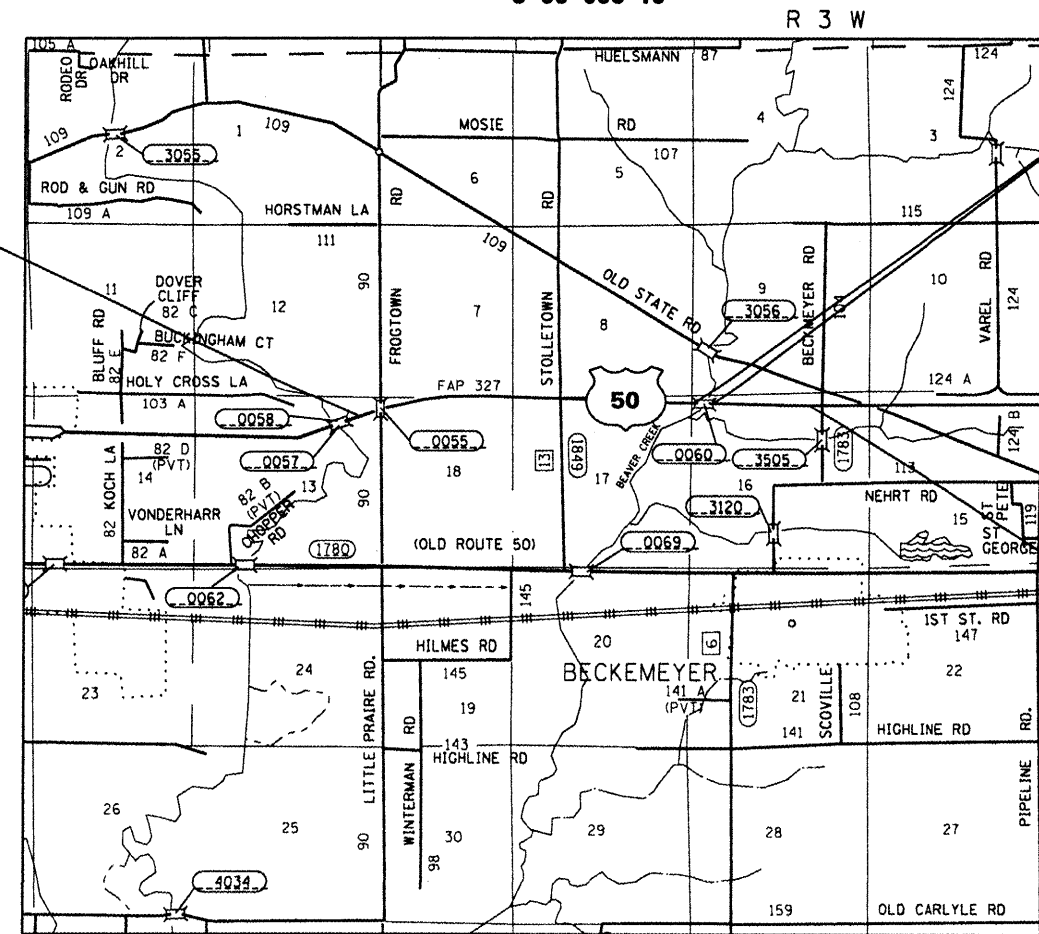 R 3 W
105 A
OAKHILL
DR
RODEO
DR
HUELSMANN 87
124
124
109
1
109
2
3055
MOSIE RD
107
4
3
6
5
ROD & GUN RD
109 A
HORSTMAN LA
111
RD
RD
115
109
90
11
DOVER
CLIFF
82 C
12
7
OLD STATE RD
9
3056
8
BECKMEYER RD
104
10
VAREL RD
124
BLUFF RD
82 E
BUCKINGHAM CT
82 F
FROGTOWN
STOLLETOWN
HOLY CROSS LA
103 A
FAP 327
50
124 A
0058
0057
0055
0060
3505
1783
124 B
113
BEAVER CREEK
82 KOCH LA
82 D
(PVT)
14
18
13
1849
17
16
82 B
(PVT)
13
90
CHOPPER
RD
VONDERHARR
LN
82 A
1780
(OLD ROUTE 50)
3120
0069
NEHRT RD
15
ST PETE
ST
GEORGE
119
0062
145
HILMES RD
145
20
6
1ST ST. RD
147
BECKEMEYER
141 A
(PVT)
1783
21
22
23
24
19
SCOVILLE
108
LITTLE PRAIRE RD.
WINTERMAN RD
143
HIGHLINE RD
141
HIGHLINE RD
PIPELINE RD.
26
25
90
30
98
29
28
27
4034
159
OLD CARLYLE RD